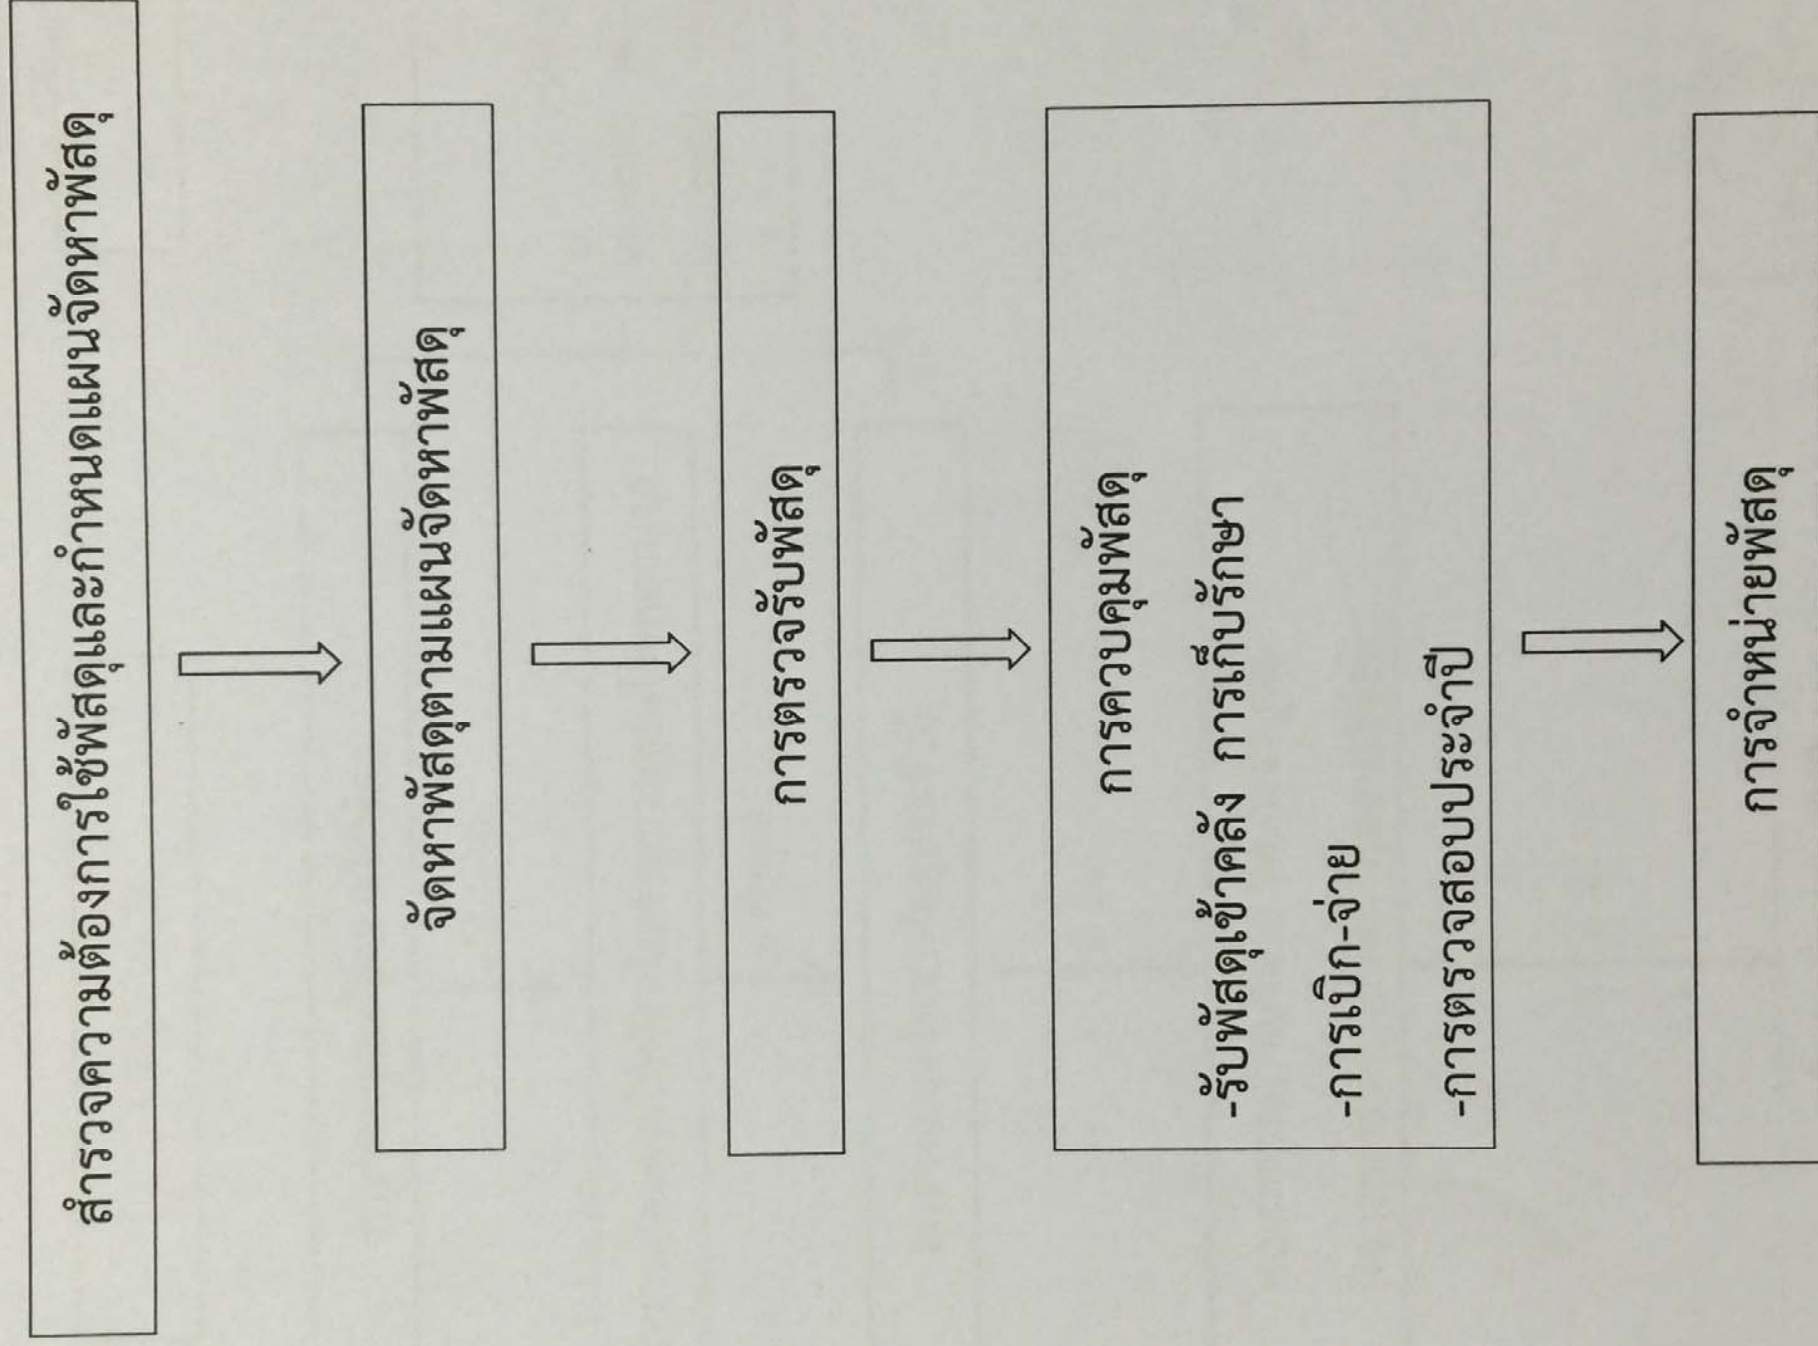 สำรวจความต้องการใช้พัสดุและกำหนดแผนจัดหาพัสดุ
จัดหาพัสดุตามแผนจัดหาพัสดุ
การตรวจรับพัสดุ
การควบคุมพัสดุ
-รับพัสดุเข้าคลัง การเก็บรักษา
-การเบิก-จ่าย
-การตรวจสอบประจำปี
การจำหน่ายพัสดุ